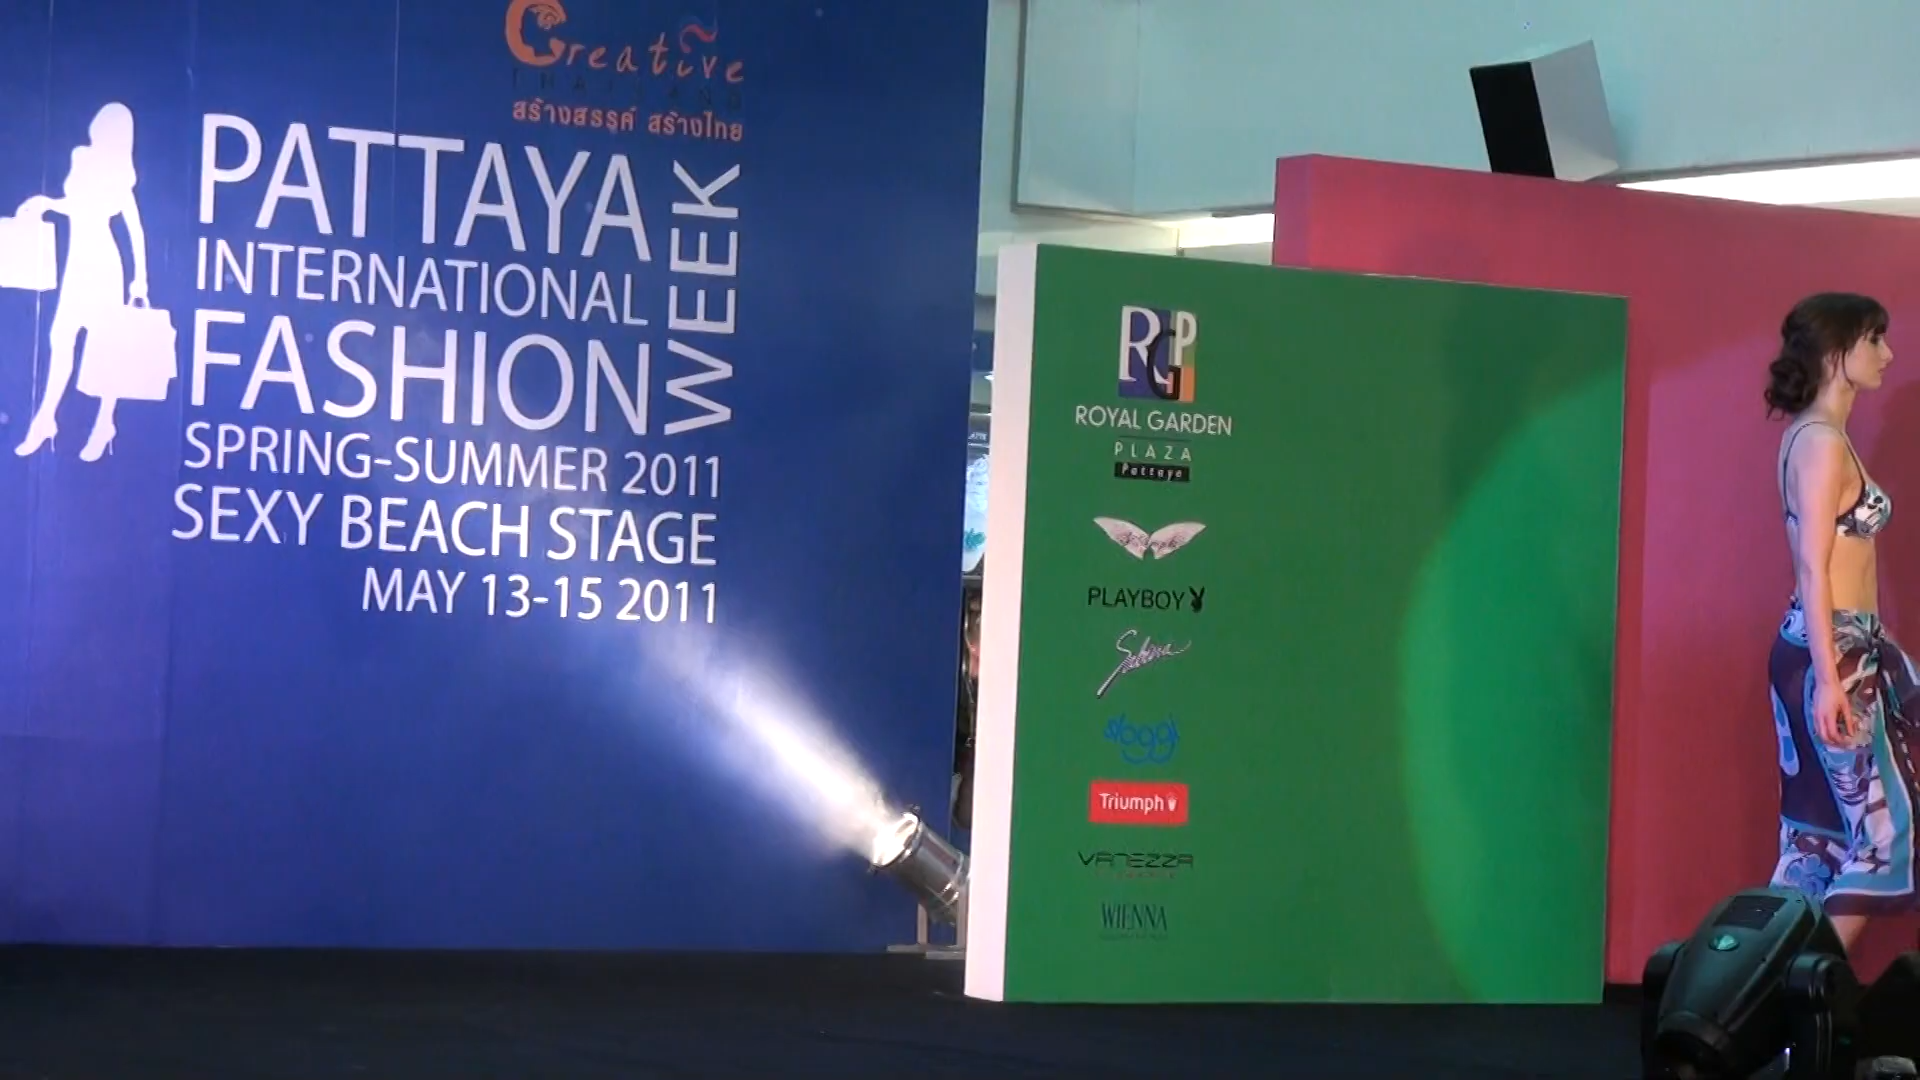 Creative
THAILAND
สร้างสรรค์ สร้างไทย
PATTAYA
INTERNATIONAL
FASHION
WEEK
SPRING-SUMMER 2011
SEXY BEACH STAGE
MAY 13-15 2011
RGP
ROYAL GARDEN
PLAZA
Pattaya
PLAYBOY
Sabina
sloggi
Triumph
VANEZZA
WIENNA